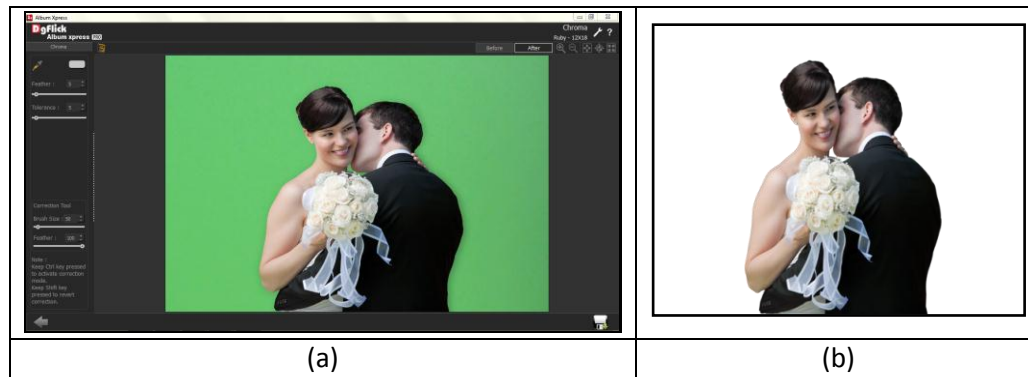 Album Xpress
DgFlick
Album xpress PRO
Chroma
Ruby - 12X18
?
Chroma
Before
After
Feather :
Tolerance :
Correction Tool
Brush Size
Feather :
Note :
Keep Ctrl key pressed
to activate correction
mode.
Keep Shift key
pressed to revert
correction.
(a)
(b)